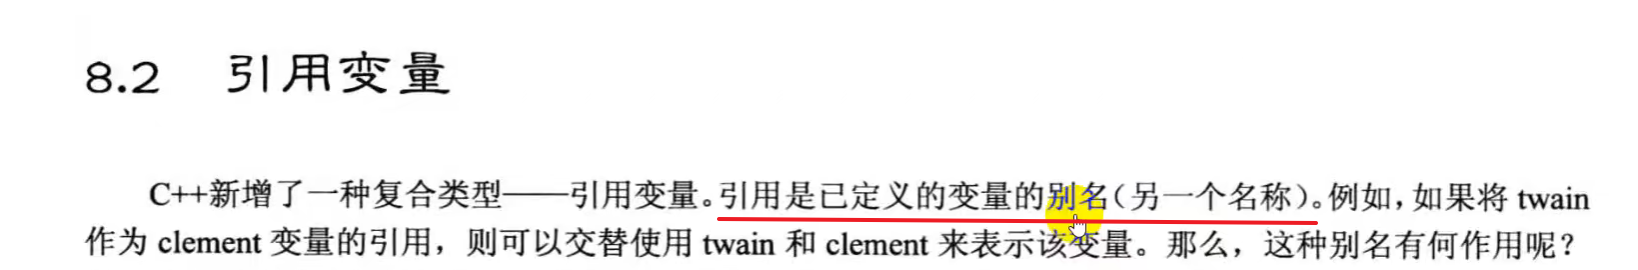 8.2 引用变量
C++新增了一种复合类型——引用变量。引用是已定义的变量的别名(另一个名称)。例如,如果将 twain
作为 clement 变量的引用，则可以交替使用 twain 和 clement 来表示该变量。那么，这种别名有何作用呢？